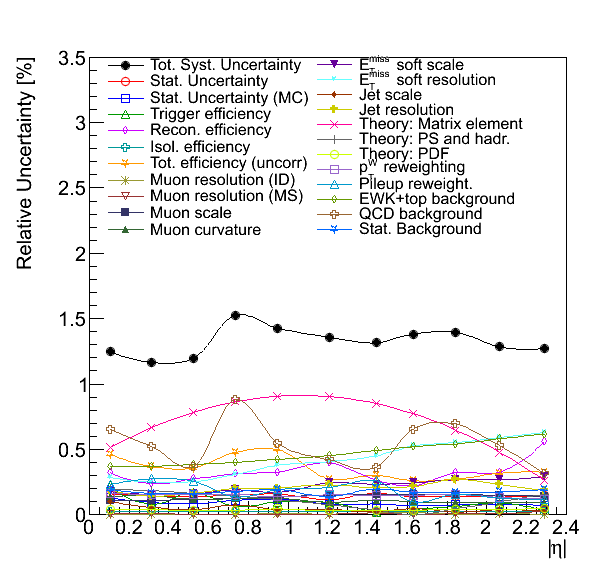 Relative Uncertainty [%]
3.5
3
2.5
2
1.5
1
0.5
0
Tot. Syst. Uncertainty
Stat. Uncertainty
Stat. Uncertainty (MC)
Trigger efficiency
Recon. efficiency
Isol. efficiency
Tot. efficiency (uncorr)
Muon resolution (ID)
Muon resolution (MS)
Muon scale
Muon curvature
E_T^miss soft scale
E_T^miss soft resolution
Jet scale
Jet resolution
Theory: Matrix element
Theory: PS and hadr.
Theory: PDF
p_T^W reweighting
Pileup reweight.
EWK+top background
QCD background
Stat. Background
0 0.2 0.4 0.6 0.8 1 1.2 1.4 1.6 1.8 2 2.2 2.4
|η|